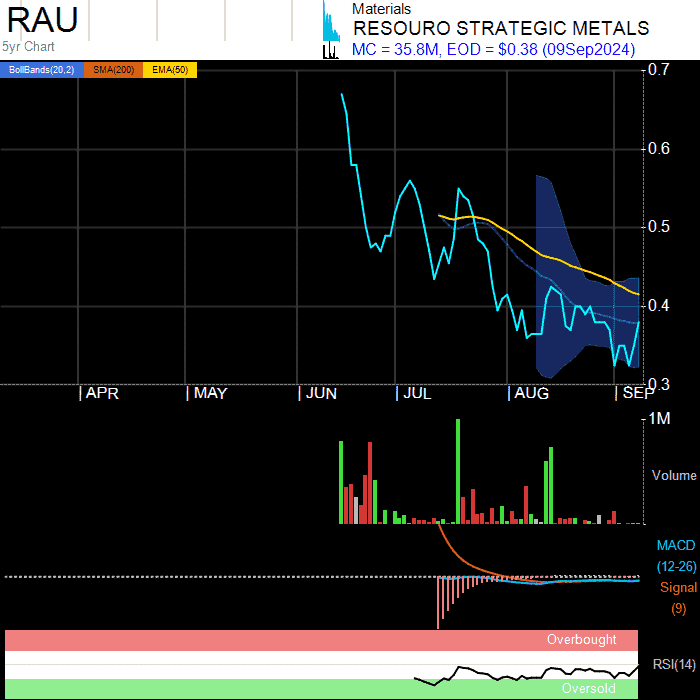 RAU
5yr Chart
Materials
RESOURO STRATEGIC METALS
MC = 35.8M, EOD = $0.38 (09Sep2024)
BollBands(20,2) SMA(200) EMA(50)
0.7
0.6
0.5
0.4
0.3
APR MAY JUN JUL AUG SEP
1M
Volume
MACD
(12-26)
Signal
(9)
Overbought
RSI(14)
Oversold